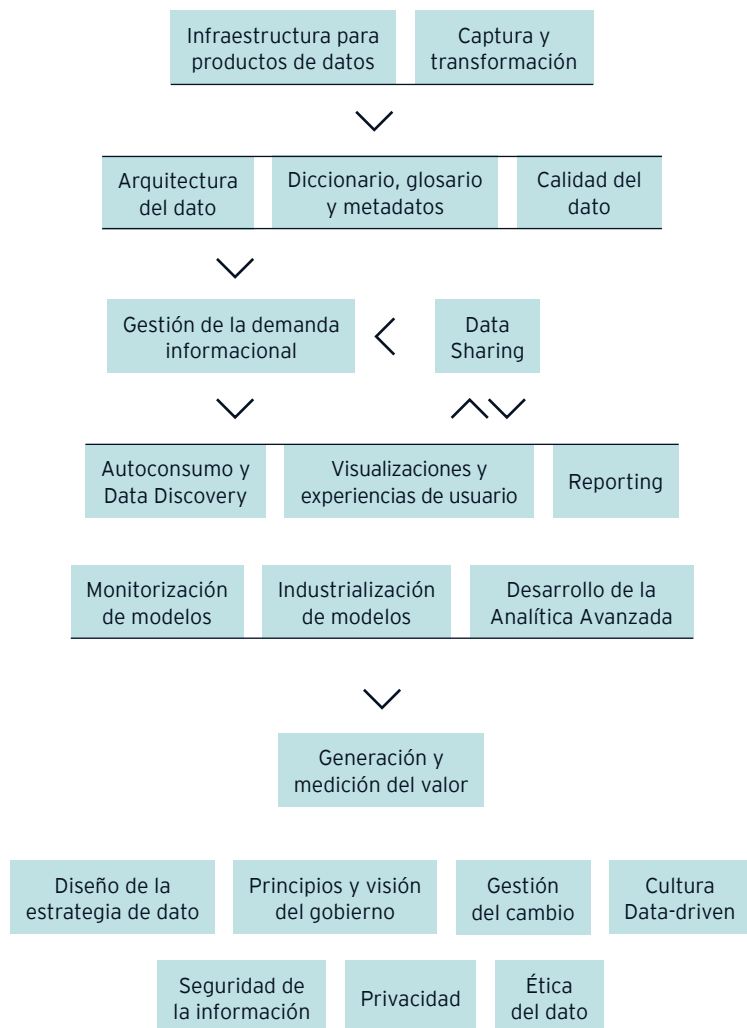 Infraestructura para
productos de datos
Captura y
transformación
Arquitectura
del dato
Diccionario, glosario
y metadatos
Calidad del
dato
Gestión de la demanda
informacional
Data
Sharing
Autoconsumo y
Data Discovery
Visualizaciones y
experiencias de usuario
Reporting
Monitorización
de modelos
Industrialización
de modelos
Desarrollo de la
Analítica Avanzada
Generación y
medición del valor
Diseño de la
estrategia de dato
Principios y visión
del gobierno
Gestión
del cambio
Cultura
Data-driven
Seguridad de
la información
Privacidad
Ética
del dato